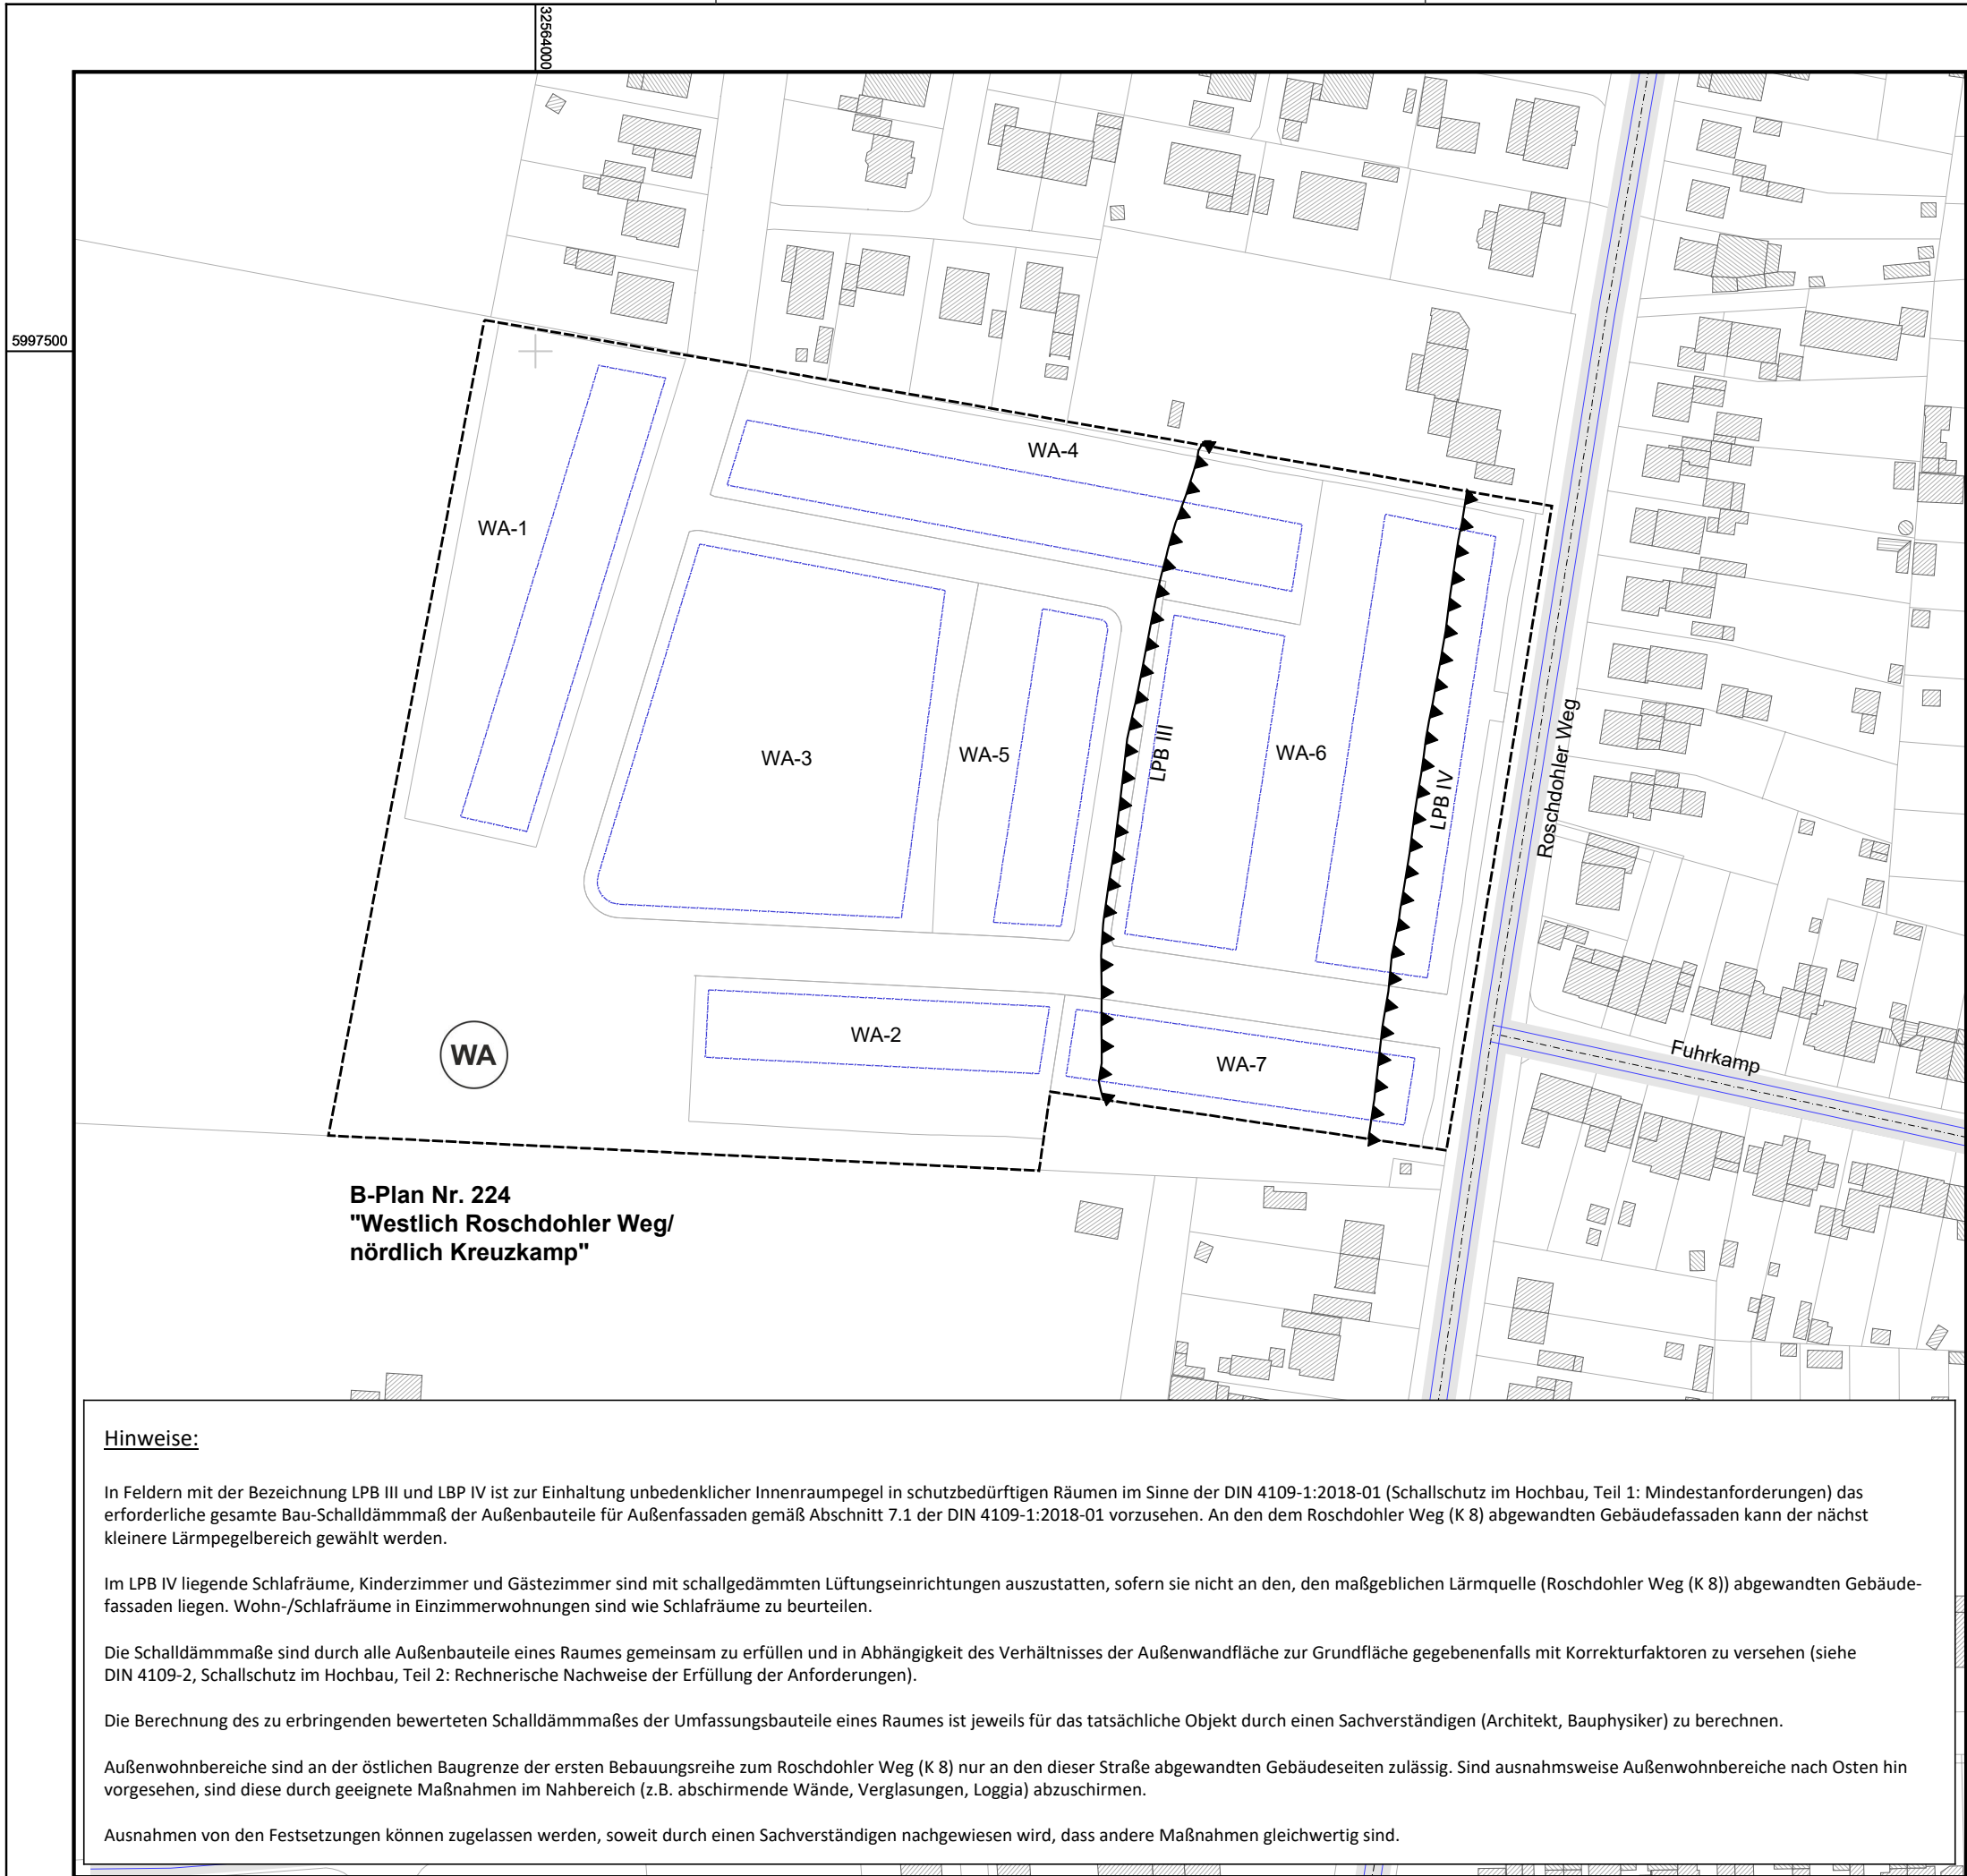 32564000
5997500
WA-4
WA-1
WA-3
WA-5
LPB III
WA-6
LPB IV
Roschdohler Weg
WA-2
WA-7
WA
Fuhrkamp
B-Plan Nr. 224
"Westlich Roschdohler Weg/
nördlich Kreuzkamp"
Hinweise:
In Feldern mit der Bezeichnung LPB III und LBP IV ist zur Einhaltung unbedenklicher Innenraumpegel in schutzbedürftigen Räumen im Sinne der DIN 4109-1:2018-01 (Schallschutz im Hochbau, Teil 1: Mindestanforderungen) das
erforderliche gesamte Bau-Schalldämmmaß der Außenbauteile für Außenfassaden gemäß Abschnitt 7.1 der DIN 4109-1:2018-01 vorzusehen. An den dem Roschdohler Weg (K 8) abgewandten Gebäudefassaden kann der nächst
kleinere Lärmpegelbereich gewählt werden.
Im LPB IV liegende Schlafräume, Kinderzimmer und Gästezimmer sind mit schallgedämmten Lüftungseinrichtungen auszustatten, sofern sie nicht an den, den maßgeblichen Lärmquelle (Roschdohler Weg (K 8)) abgewandten Gebäude-
fassaden liegen. Wohn-/Schlafräume in Einzimmerwohnungen sind wie Schlafräume zu beurteilen.
Die Schalldämmmaße sind durch alle Außenbauteile eines Raumes gemeinsam zu erfüllen und in Abhängigkeit des Verhältnisses der Außenwandfläche zur Grundfläche gegebenenfalls mit Korrekturfaktoren zu versehen (siehe
DIN 4109-2, Schallschutz im Hochbau, Teil 2: Rechnerische Nachweise der Erfüllung der Anforderungen).
Die Berechnung des zu erbringenden bewerteten Schalldämmmaßes der Umfassungsbauteile eines Raumes ist jeweils für das tatsächliche Objekt durch einen Sachverständigen (Architekt, Bauphysiker) zu berechnen.
Außenwohnbereiche sind an der östlichen Baugrenze der ersten Bebauungsreihe zum Roschdohler Weg (K 8) nur an den dieser Straße abgewandten Gebäudeseiten zulässig. Sind ausnahmsweise Außenwohnbereiche nach Osten hin
vorgesehen, sind diese durch geeignete Maßnahmen im Nahbereich (z.B. abschirmende Wände, Verglasungen, Loggia) abzuschirmen.
Ausnahmen von den Festsetzungen können zugelassen werden, soweit durch einen Sachverständigen nachgewiesen wird, dass andere Maßnahmen gleichwertig sind.